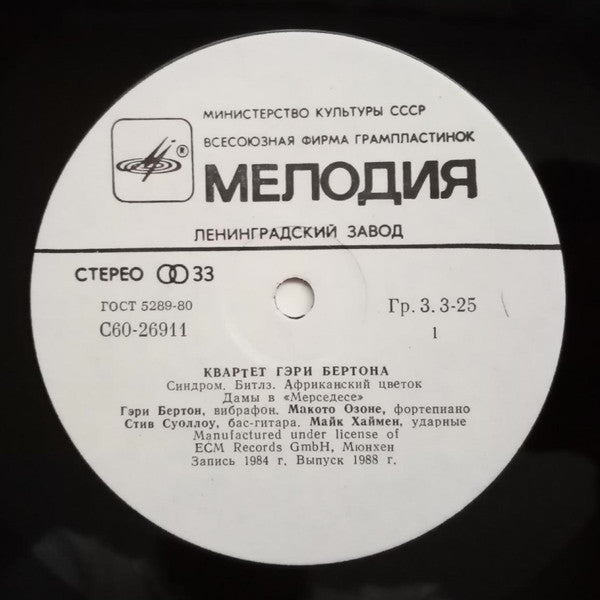 МИНИСТЕРСТВО КУЛЬТУРЫ СССР
ВСЕСОЮЗНАЯ ФИРМА ГРАМПЛАСТИНОК
®
МЕЛОДИЯ
ЛЕНИНГРАДСКИЙ ЗАВОД
СТЕРЕО 33
ГОСТ 5289-80
Гр. 3. 3-25
С60-26911
1
КВАРТЕТ ГЭРИ БЕРТОНА
Синдром. Битлз. Африканский цветок
Дамы в «Мерседесе»
Гэри Бертон, вибрафон. Макото Озоне, фортепиано
Стив Суоллоу, бас-гитара. Майк Хаймен, ударные
Manufactured under license of
ECM Records GmbH, Мюнхен
Запись 1984 г. Выпуск 1988 г.